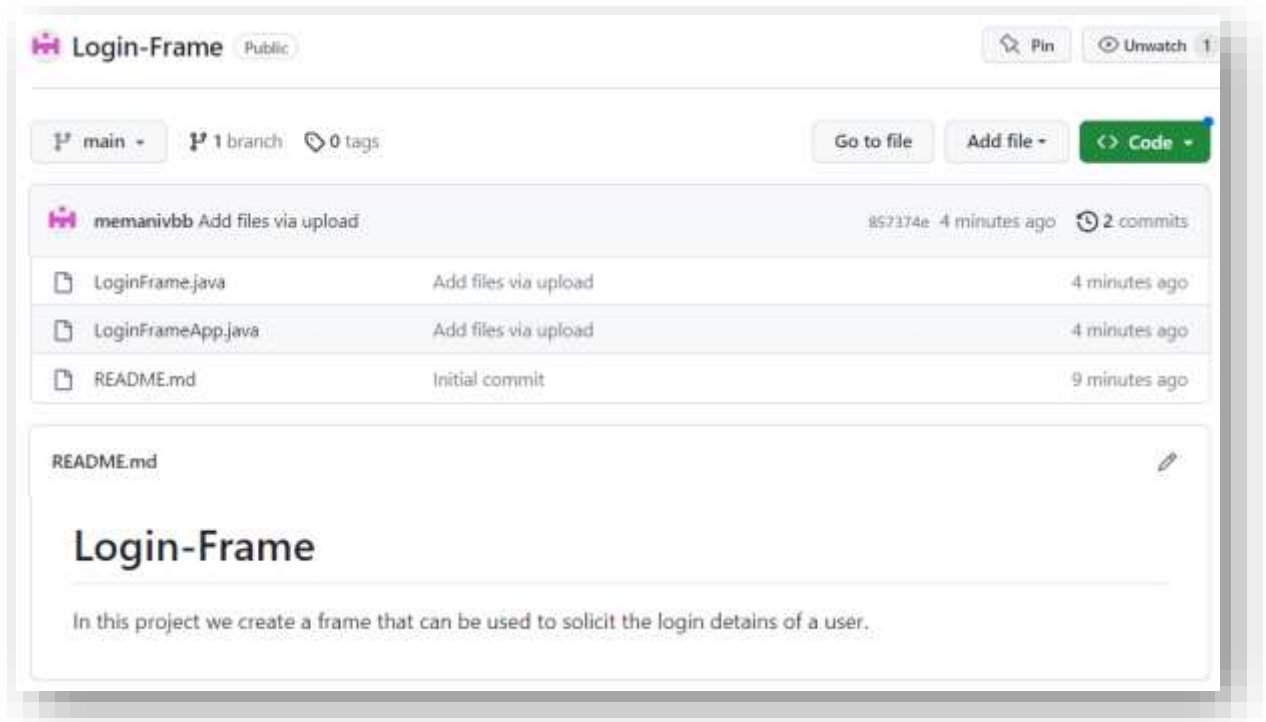 Login-Frame Public Pin Unwatch 1
main 1 branch 0 tags Go to file Add file <> Code
memanivbb Add files via upload 857374e 4 minutes ago 2 commits
LoginFrame.java Add files via upload 4 minutes ago
LoginFrameApp.java Add files via upload 4 minutes ago
README.md Initial commit 9 minutes ago
README.md
Login-Frame
In this project we create a frame that can be used to solicit the login detains of a user.